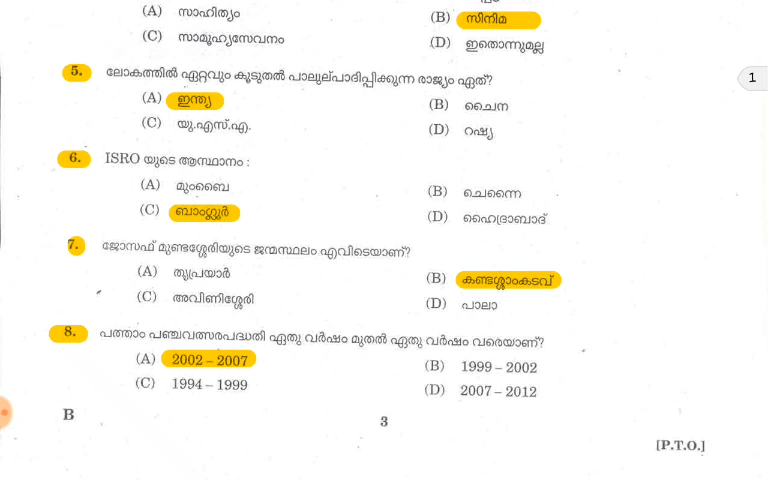 (A) സാഹിത്യം (B) സിനിമ
(C) സാമൂഹ്യസേവനം (D) ഇതൊന്നുമല്ല
5. ലോകത്തിൽ ഏറ്റവും കൂടുതൽ പാലുല്പാദിപ്പിക്കുന്ന രാജ്യം ഏത്?
(A) ഇന്ത്യ (B) ചൈന
(C) യു.എസ്.എ. (D) റഷ്യ
1
6. ISRO യുടെ ആസ്ഥാനം :
(A) മുംബൈ (B) ചെന്നൈ
(C) ബാംഗ്ലൂർ (D) ഹൈദ്രാബാദ്
7. ജോസഫ് മുണ്ടശ്ശേരിയുടെ ജന്മസ്ഥലം എവിടെയാണ്?
(A) തൃപ്രയാർ (B) കണ്ടശ്ശാംകടവ്
(C) അവിണിശ്ശേരി (D) പാലാ
8. പത്താം പഞ്ചവത്സരപദ്ധതി ഏതു വർഷം മുതൽ ഏതു വർഷം വരെയാണ്?
(A) 2002 – 2007 (B) 1999 – 2002
(C) 1994 – 1999 (D) 2007 – 2012
B 3
[P.T.O.]